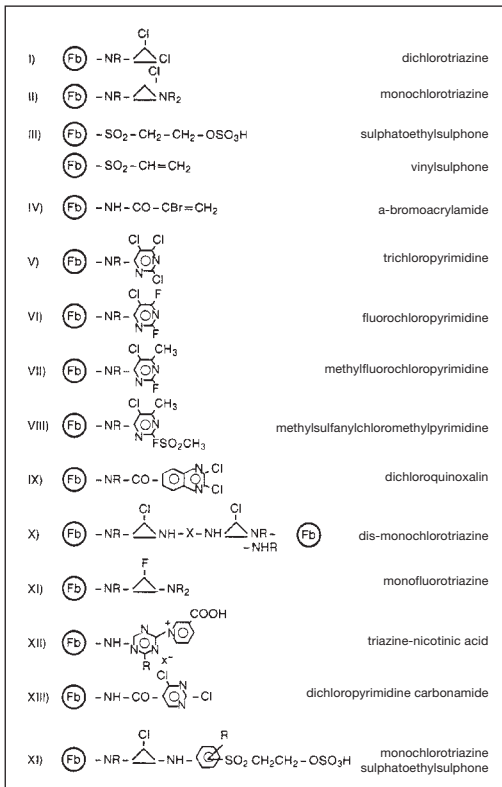 Cl
I) Fb -NR- Cl dichlorotriazine
Cl
II) Fb -NR- NR2 monochlorotriazine
III) Fb -SO2-CH2-CH2-OSO3H sulphatoethylsulphone
Fb -SO2-CH=CH2 vinylsulphone
IV) Fb -NH-CO-CBr=CH2 a-bromoacrylamide
Cl Cl
V) Fb -NR- N N trichloropyrimidine
Cl
Cl F
VI) Fb -NR- N N fluorochloropyrimidine
F
Cl CH3
VII) Fb -NR- N N methylfluorochloropyrimidine
F
Cl CH3
VIII) Fb -NR- N N methylsulfanylchloromethylpyrimidine
FSO2CH3
IX) Fb -NR-CO- N Cl N Cl dichloroquinoxalin
Cl Cl
X) Fb -NR- NH-X-NH NR- Fb dis-monochlorotriazine
-NHR
F
XI) Fb -NR- NR2 monofluorotriazine
COOH
XII) Fb -NH- N N N N+ triazine-nicotinic acid
R X-
Cl
XIII) Fb -NH-CO- N N Cl dichloropyrimidine carbonamide
Cl R
XI) Fb -NR- -NH- SO2 CH2CH2-OSO3H monochlorotriazine
sulphatoethylsulphone